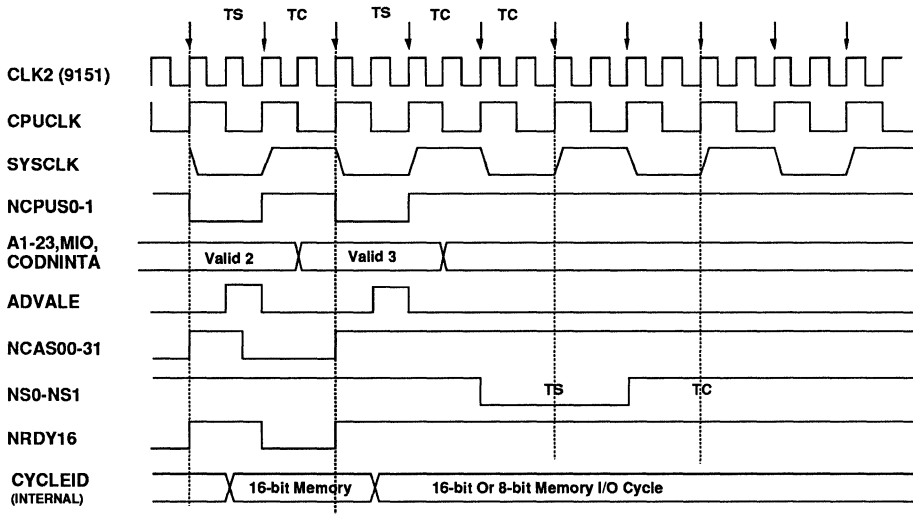 TS TC TS TC TC
CLK2 (9151)
CPUCLK
SYSCLK
NCPUS0-1
A1-23,MIO,
CODNINTA
Valid 2 Valid 3
ADVALE
NCAS00-31
NS0-NS1
TS TC
NRDY16
CYCLEID
(INTERNAL)
16-bit Memory 16-bit Or 8-bit Memory I/O Cycle